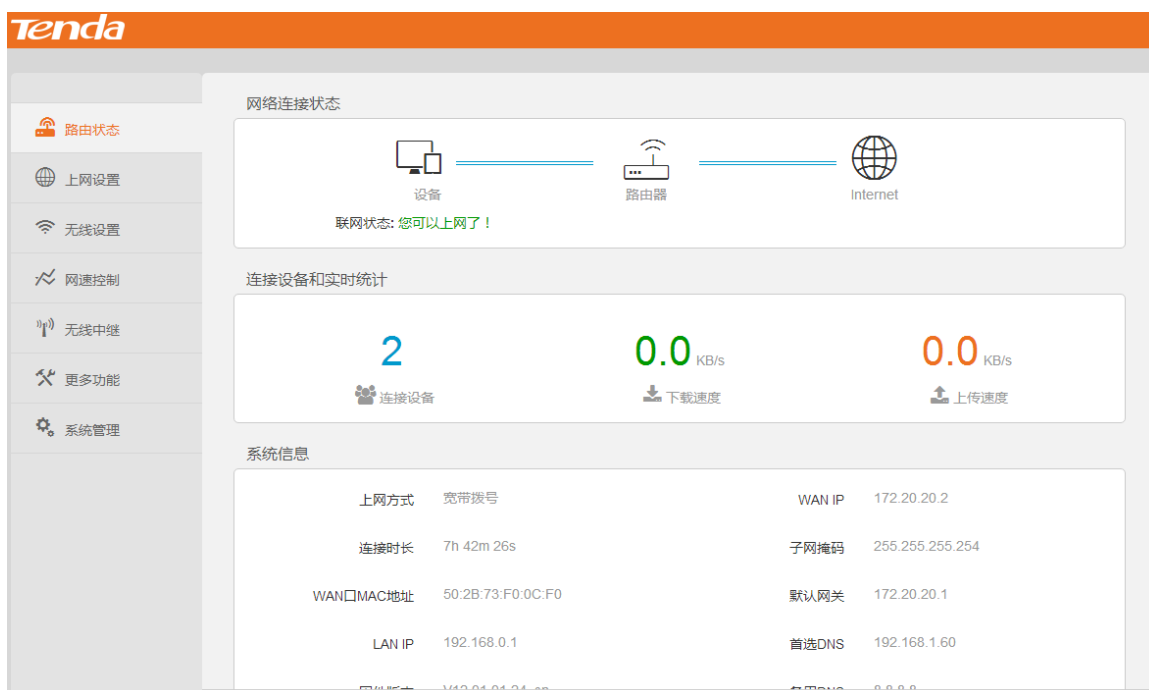 Tenda
路由状态
上网设置
无线设置
网速控制
无线中继
更多功能
系统管理
网络连接状态
设备
路由器
Internet
联网状态: 您可以上网了！
连接设备和实时统计
2
0.0 KB/s
0.0 KB/s
连接设备
下载速度
上传速度
系统信息
上网方式 宽带拨号 WAN IP 172.20.20.2
连接时长 7h 42m 26s 子网掩码 255.255.255.254
WAN口MAC地址 50:2B:73:F0:0C:F0 默认网关 172.20.20.1
LAN IP 192.168.0.1 首选DNS 192.168.1.60